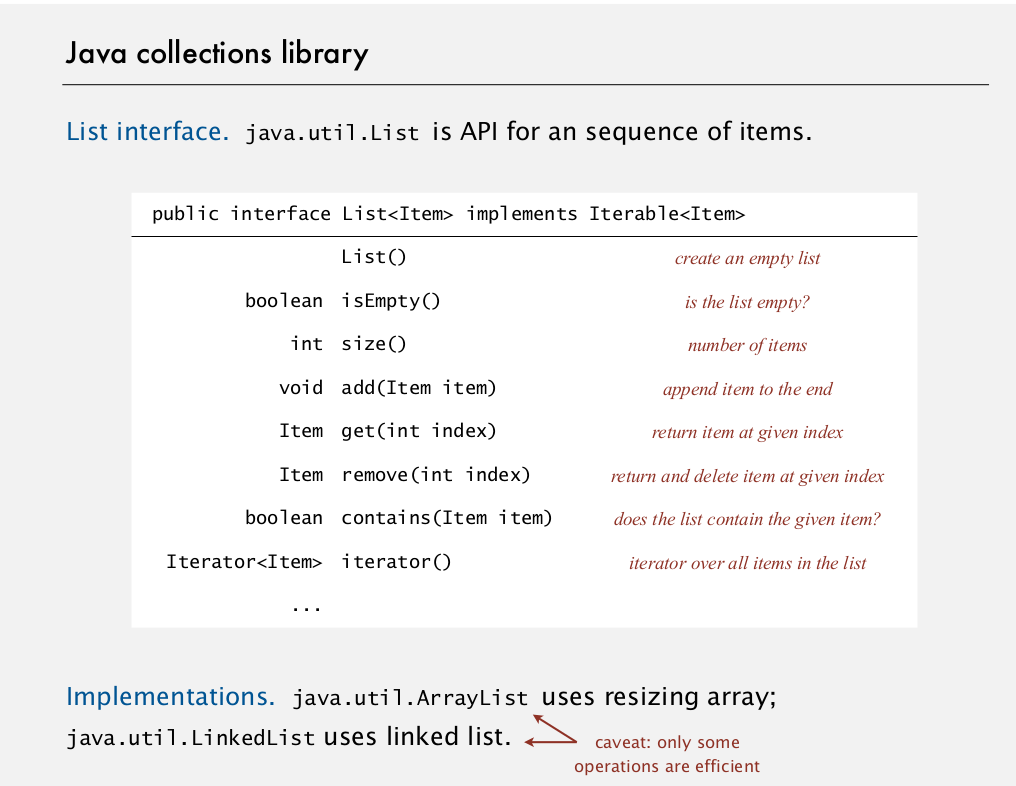 Java collections library
List interface. java.util.List is API for an sequence of items.
public interface List<Item> implements Iterable<Item>
List() create an empty list
boolean isEmpty() is the list empty?
int size() number of items
void add(Item item) append item to the end
Item get(int index) return item at given index
Item remove(int index) return and delete item at given index
boolean contains(Item item) does the list contain the given item?
Iterator<Item> iterator() iterator over all items in the list
...
Implementations. java.util.ArrayList uses resizing array;
java.util.LinkedList uses linked list.
caveat: only some
operations are efficient